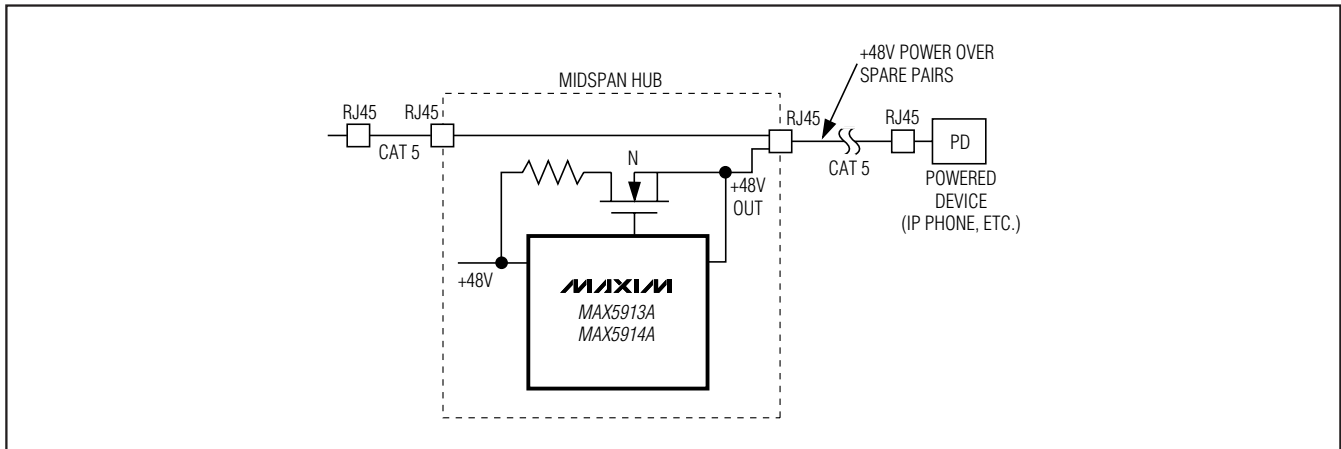 +48V POWER OVER
SPARE PAIRS
MIDSPAN HUB
RJ45
RJ45
RJ45
RJ45
CAT 5
N
PD
CAT 5
+48V
OUT
POWERED
DEVICE
(IP PHONE, ETC.)
+48V
MAXIM
MAX5913A
MAX5914A